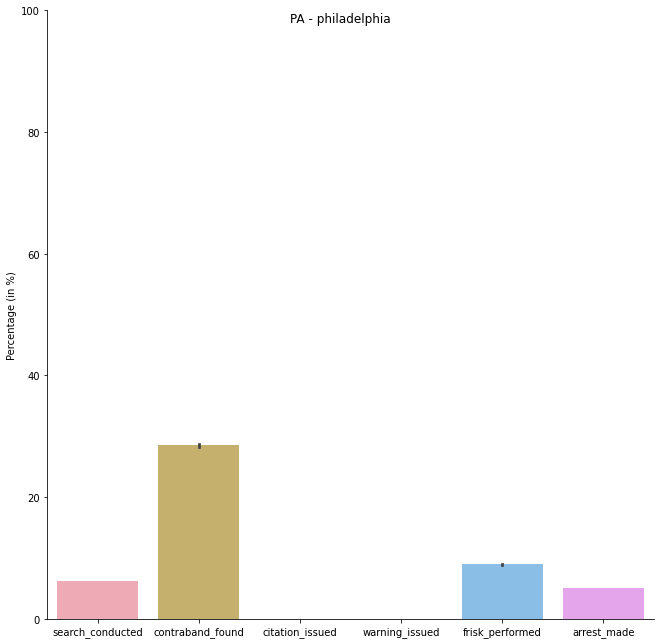 PA - philadelphia
100
80
60
40
20
0
Percentage (in %)
search_conducted contraband_found citation_issued warning_issued frisk_performed arrest_made